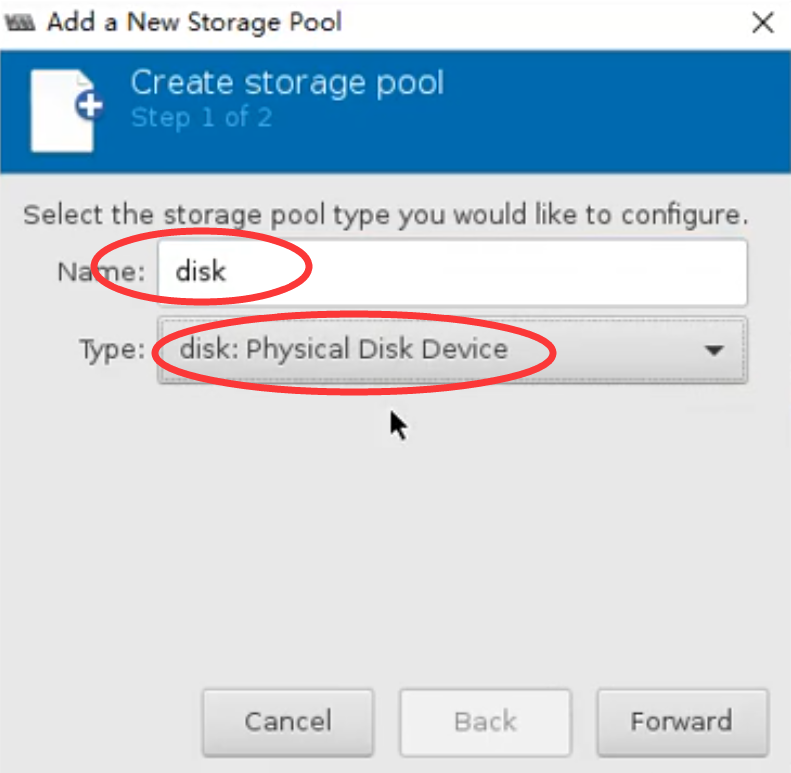 Add a New Storage Pool
Create storage pool
Step 1 of 2
Select the storage pool type you would like to configure.
Name: disk
Type: disk: Physical Disk Device
Cancel Back Forward